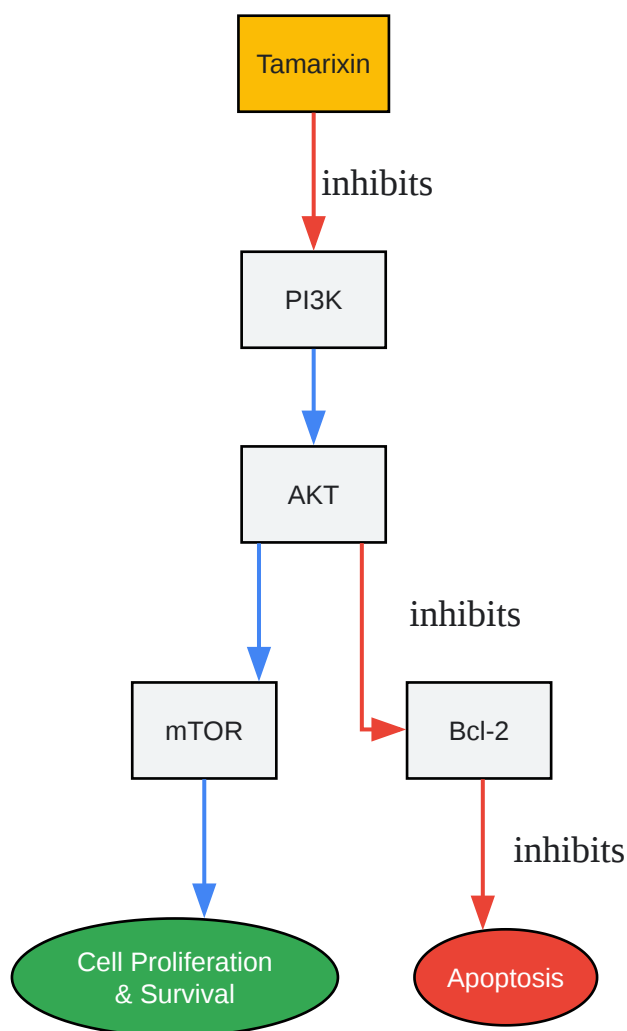 Tamarixin
inhibits
PI3K
AKT
inhibits
mTOR
Bcl-2
inhibits
Cell Proliferation
& Survival
Apoptosis